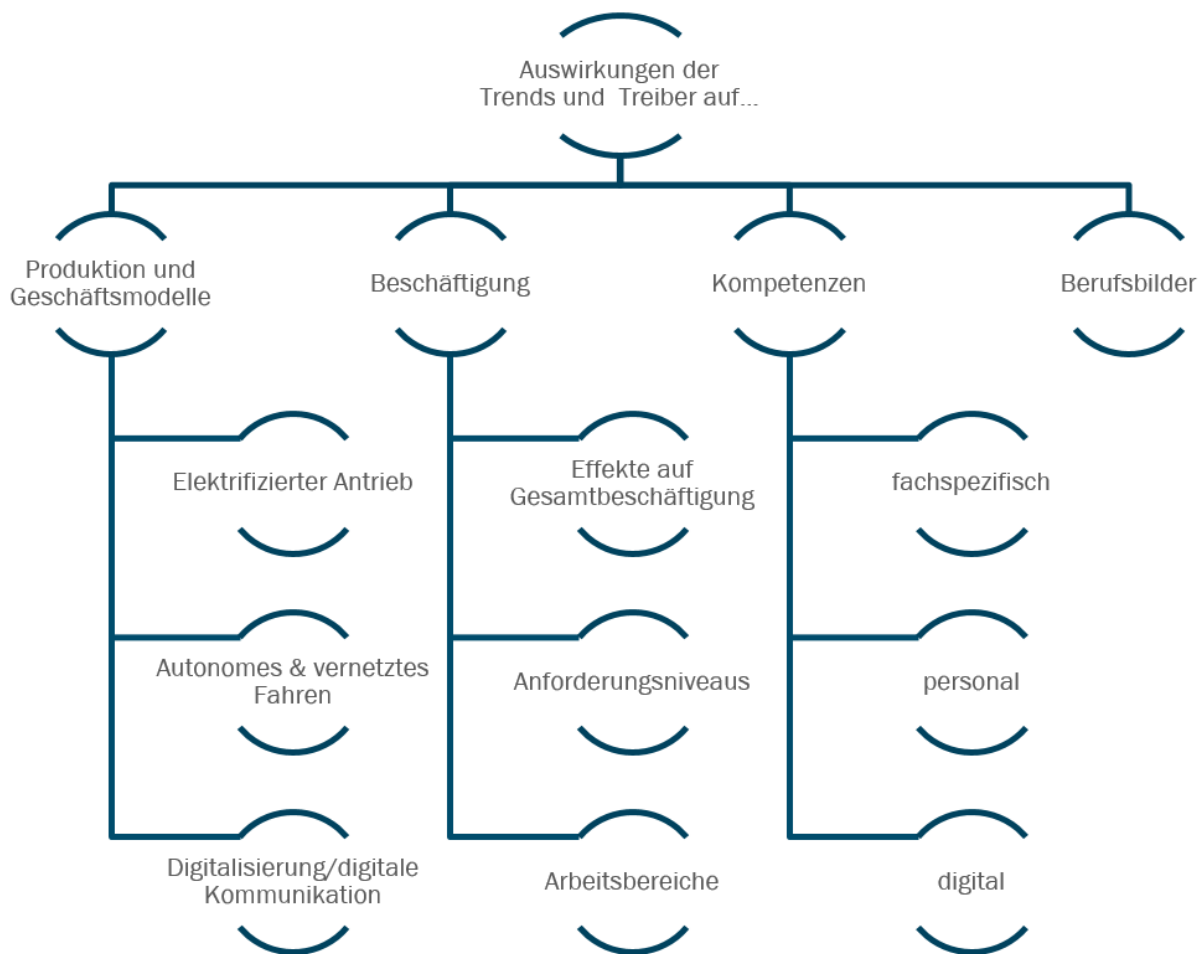 Auswirkungen der
Trends und Treiber auf...
Produktion und
Geschäftsmodelle
Beschäftigung
Kompetenzen
Berufsbilder
Elektrifizierter Antrieb
Effekte auf
Gesamtbeschäftigung
fachspezifisch
Autonomes & vernetztes
Fahren
Anforderungsniveaus
personal
Digitalisierung/digitale
Kommunikation
Arbeitsbereiche
digital